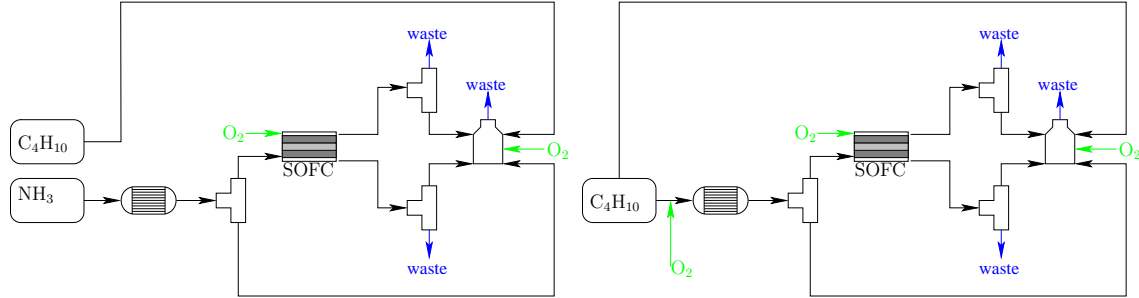 waste
waste
O₂
C₄H₁₀
O₂
SOFC
NH₃
waste
waste
waste
O₂
O₂
SOFC
C₄H₁₀
O₂
waste